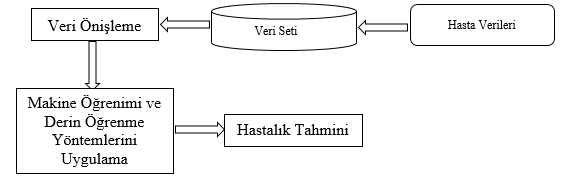 Veri Önişleme
Veri Seti
Hasta Verileri
Makine Öğrenimi ve
Derin Öğrenme
Yöntemlerini
Uygulama
Hastalık Tahmini